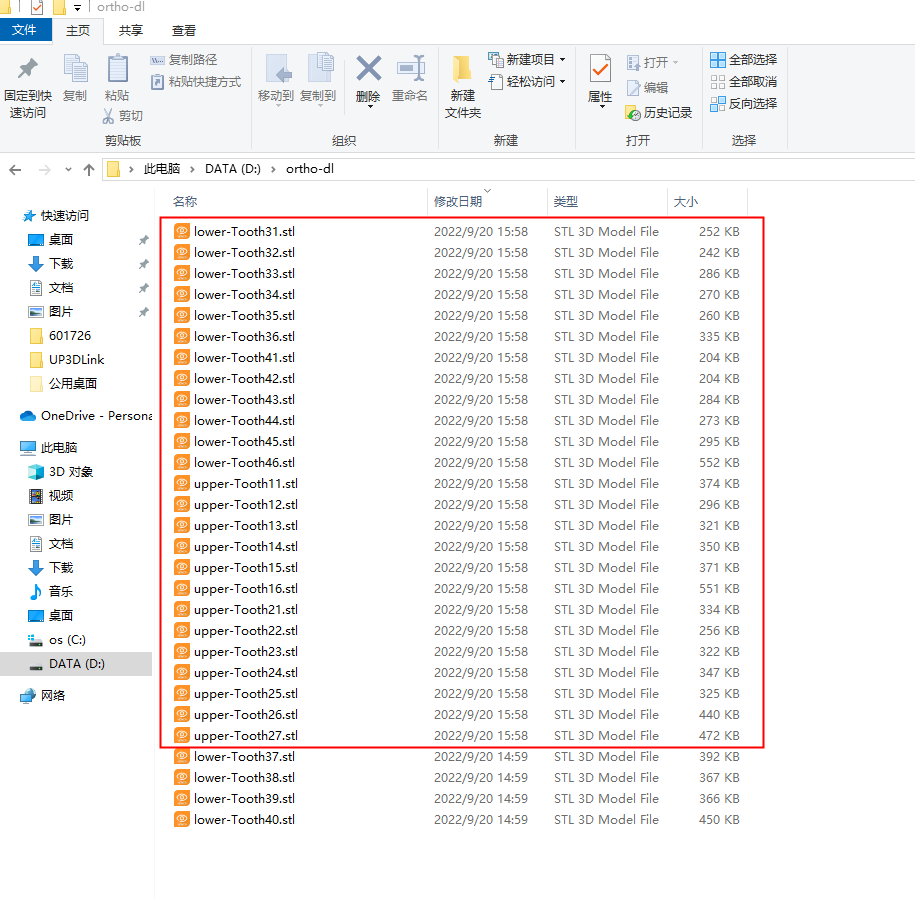 ortho-dl
文件 主页 共享 查看
固定到快速访问
复制
粘贴
复制路径
粘贴快捷方式
剪切
剪贴板
移动到
复制到
删除
重命名
组织
新建文件夹
新建项目
轻松访问
新建
属性
打开
编辑
历史记录
打开
全部选择
全部取消
反向选择
选择
此电脑 › DATA (D:) › ortho-dl
快速访问
桌面
下载
文档
图片
601726
UP3DLink
公用桌面
OneDrive - Persona
此电脑
3D 对象
视频
图片
文档
下载
音乐
桌面
os (C:)
DATA (D:)
网络
名称 修改日期 类型 大小
lower-Tooth31.stl 2022/9/20 15:58 STL 3D Model File 252 KB
lower-Tooth32.stl 2022/9/20 15:58 STL 3D Model File 242 KB
lower-Tooth33.stl 2022/9/20 15:58 STL 3D Model File 286 KB
lower-Tooth34.stl 2022/9/20 15:58 STL 3D Model File 270 KB
lower-Tooth35.stl 2022/9/20 15:58 STL 3D Model File 260 KB
lower-Tooth36.stl 2022/9/20 15:58 STL 3D Model File 335 KB
lower-Tooth41.stl 2022/9/20 15:58 STL 3D Model File 204 KB
lower-Tooth42.stl 2022/9/20 15:58 STL 3D Model File 204 KB
lower-Tooth43.stl 2022/9/20 15:58 STL 3D Model File 284 KB
lower-Tooth44.stl 2022/9/20 15:58 STL 3D Model File 273 KB
lower-Tooth45.stl 2022/9/20 15:58 STL 3D Model File 295 KB
lower-Tooth46.stl 2022/9/20 15:58 STL 3D Model File 552 KB
upper-Tooth11.stl 2022/9/20 15:58 STL 3D Model File 374 KB
upper-Tooth12.stl 2022/9/20 15:58 STL 3D Model File 296 KB
upper-Tooth13.stl 2022/9/20 15:58 STL 3D Model File 321 KB
upper-Tooth14.stl 2022/9/20 15:58 STL 3D Model File 350 KB
upper-Tooth15.stl 2022/9/20 15:58 STL 3D Model File 371 KB
upper-Tooth16.stl 2022/9/20 15:58 STL 3D Model File 551 KB
upper-Tooth21.stl 2022/9/20 15:58 STL 3D Model File 334 KB
upper-Tooth22.stl 2022/9/20 15:58 STL 3D Model File 256 KB
upper-Tooth23.stl 2022/9/20 15:58 STL 3D Model File 322 KB
upper-Tooth24.stl 2022/9/20 15:58 STL 3D Model File 347 KB
upper-Tooth25.stl 2022/9/20 15:58 STL 3D Model File 325 KB
upper-Tooth26.stl 2022/9/20 15:58 STL 3D Model File 440 KB
upper-Tooth27.stl 2022/9/20 15:58 STL 3D Model File 472 KB
lower-Tooth37.stl 2022/9/20 14:59 STL 3D Model File 392 KB
lower-Tooth38.stl 2022/9/20 14:59 STL 3D Model File 367 KB
lower-Tooth39.stl 2022/9/20 14:59 STL 3D Model File 366 KB
lower-Tooth40.stl 2022/9/20 14:59 STL 3D Model File 450 KB